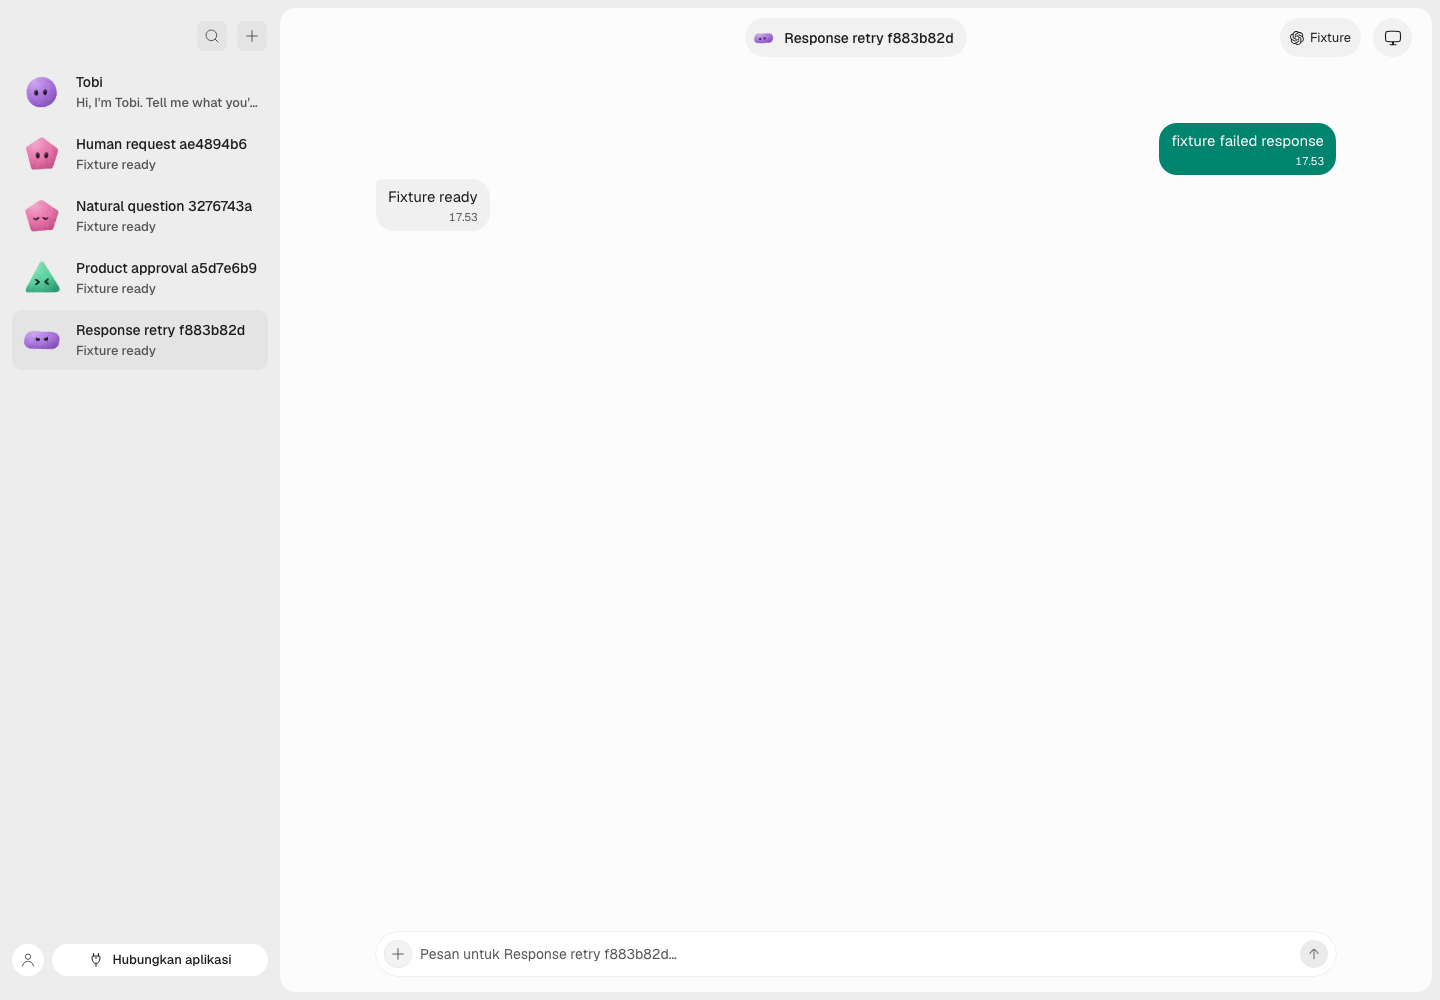 Tobi
Hi, I'm Tobi. Tell me what you'...
Human request ae4894b6
Fixture ready
Natural question 3276743a
Fixture ready
Product approval a5d7e6b9
Fixture ready
Response retry f883b82d
Fixture ready
Hubungkan aplikasi
Response retry f883b82d
Fixture
fixture failed response
17.53
Fixture ready
17.53
Pesan untuk Response retry f883b82d...